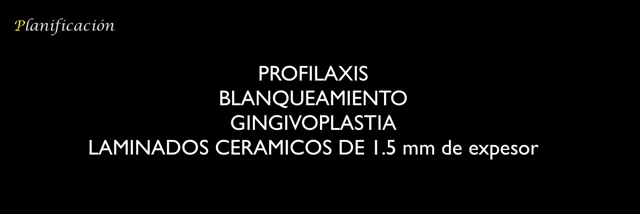 Planificación
PROFILAXIS
BLANQUEAMIENTO
GINGIVOPLASTIA
LAMINADOS CERAMICOS DE 1.5 mm de expesor